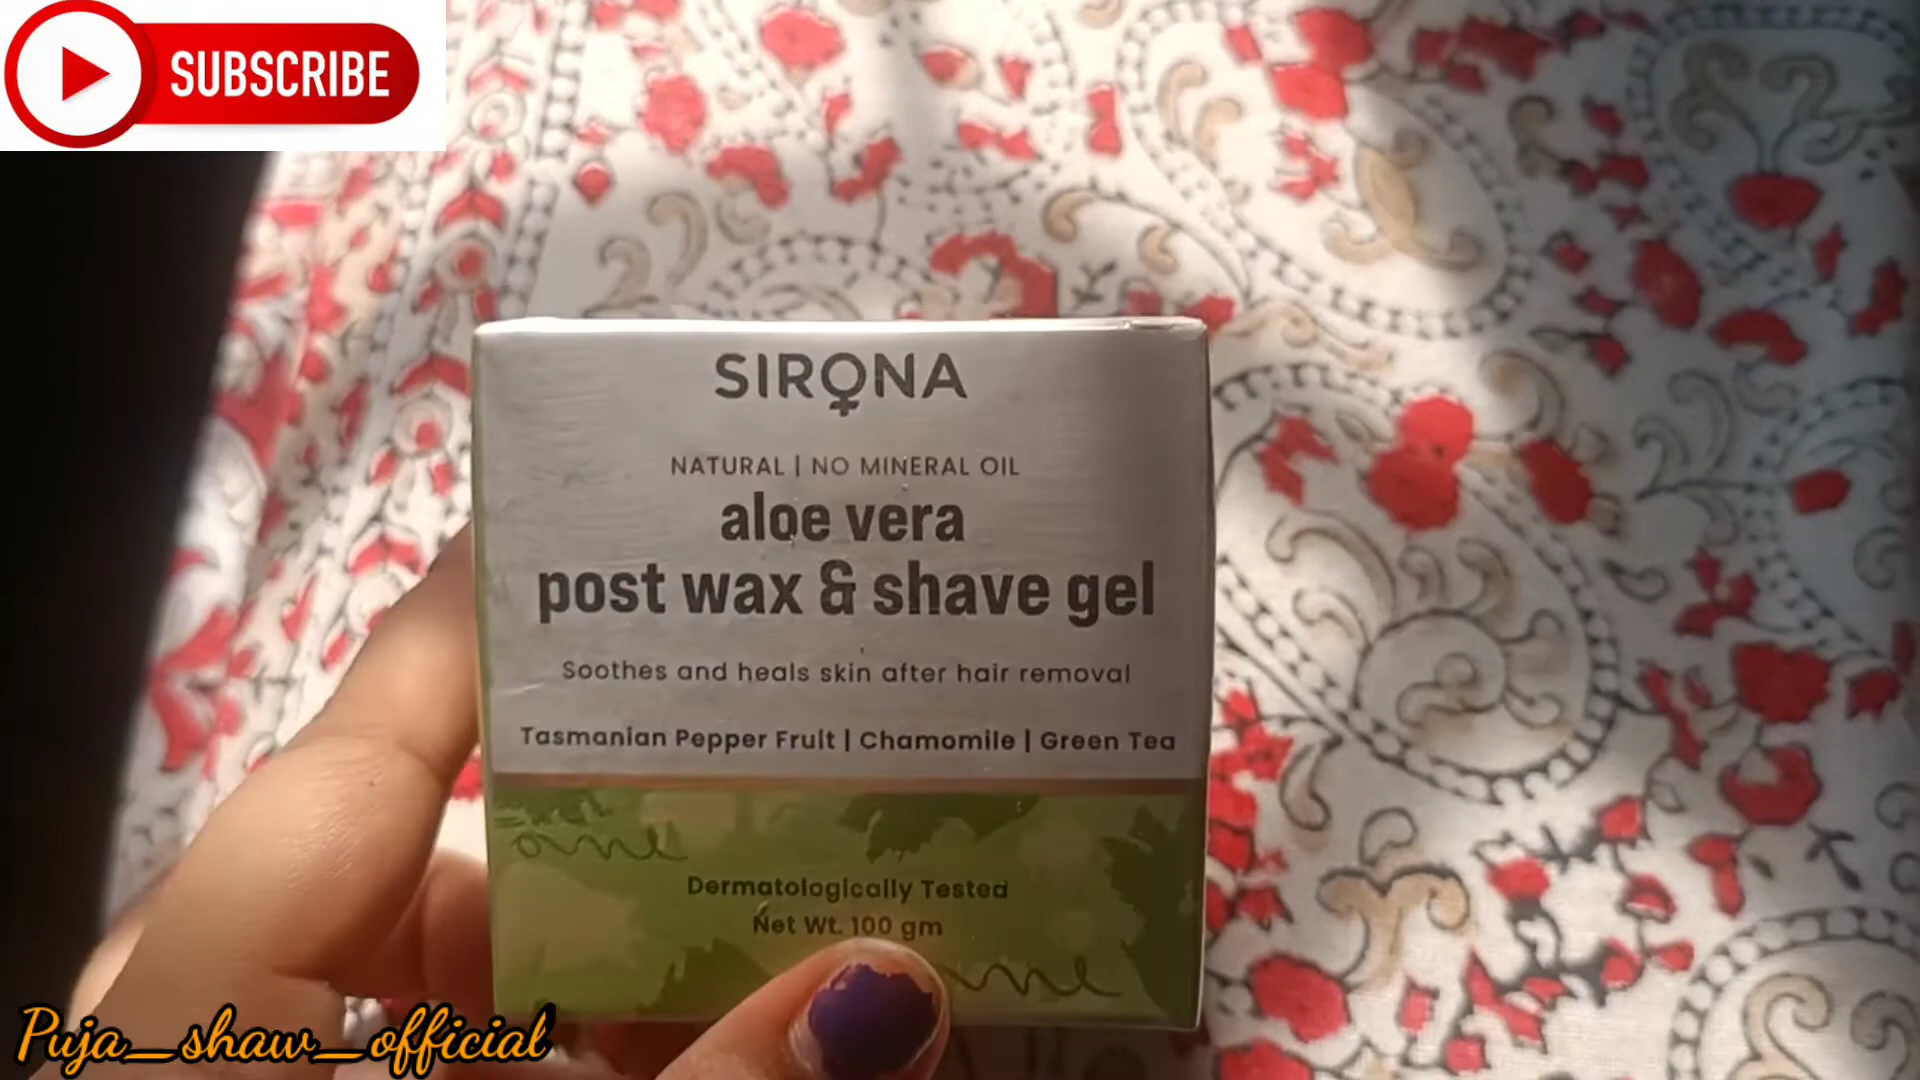 SUBSCRIBE
SIRONA
NATURAL | NO MINERAL OIL
aloe vera
post wax & shave gel
Soothes and heals skin after hair removal
Tasmanian Pepper Fruit | Chamomile | Green Tea
Dermatologically Tested
Net Wt. 100 gm
Puja_shaw_official